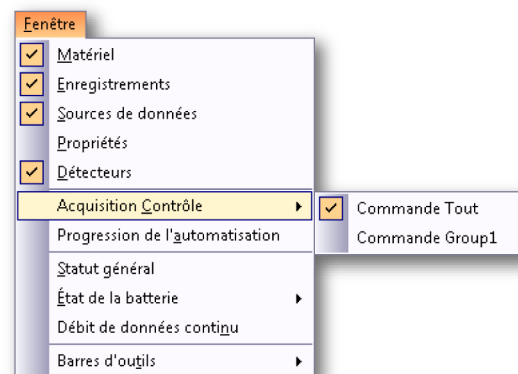 Fenêtre
Matériel
Enregistrements
Sources de données
Propriétés
Détecteurs
Acquisition Contrôle
Commande Tout
Commande Group1
Progression de l'automatisation
Statut général
État de la batterie
Débit de données continu
Barres d'outils